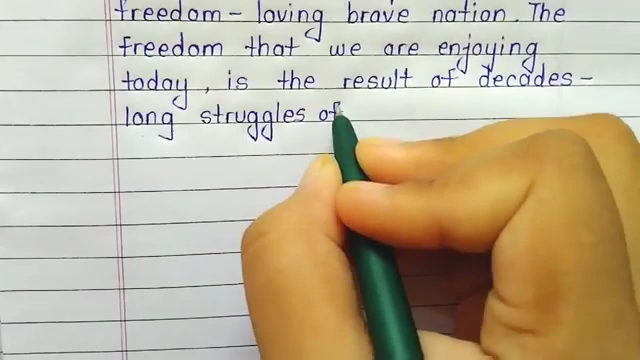 freedom - loving brave nation. The
freedom that we are enjoying
today, is the result of decades -
long struggles of